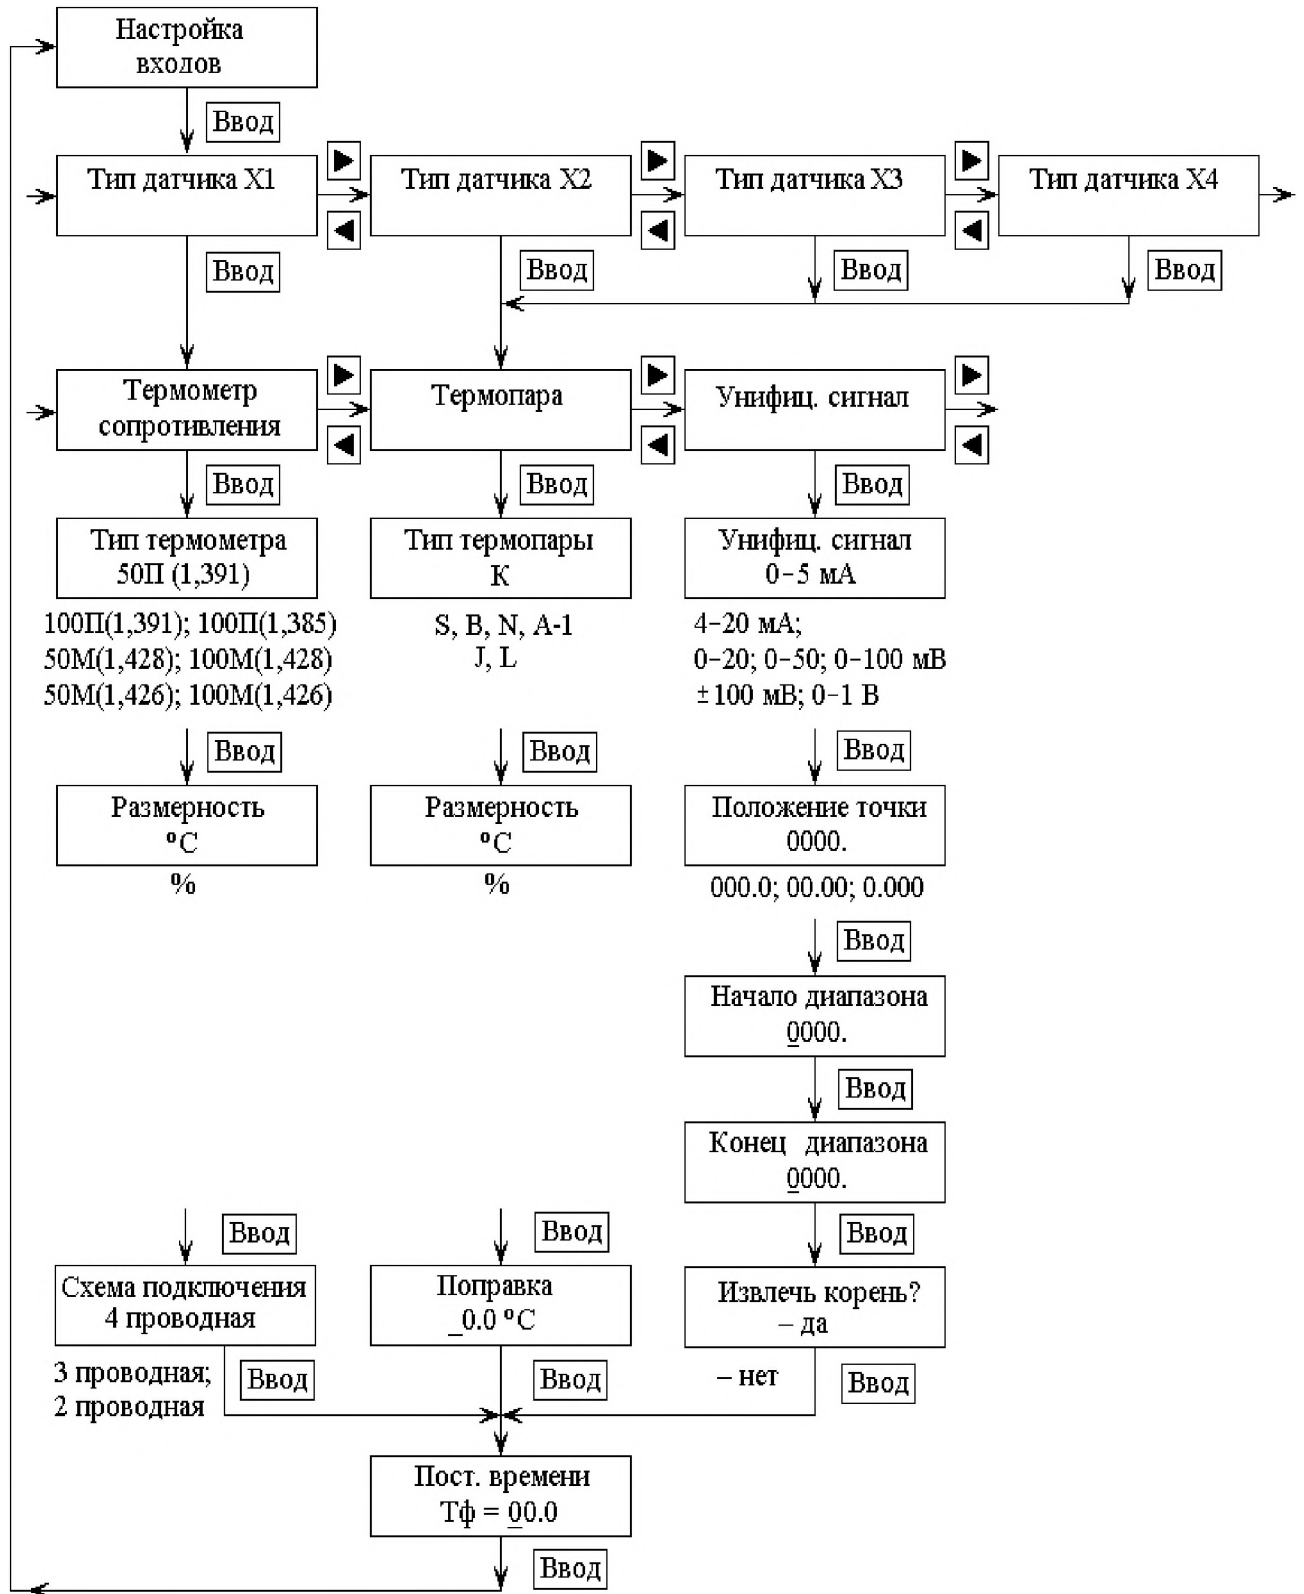 Настройка
входов
Ввод
Тип датчика X1
Тип датчика X2
Тип датчика X3
Тип датчика X4
Ввод
Ввод
Ввод
Ввод
Термометр
сопротивления
Термопара
Унифиц. сигнал
Ввод
Ввод
Ввод
Тип термометра
50П (1,391)
Тип термопары
К
Унифиц. сигнал
0–5 мА
100П(1,391); 100П(1,385)
50М(1,428); 100М(1,428)
50М(1,426); 100М(1,426)
S, B, N, A-1
J, L
4–20 мА;
0–20; 0–50; 0–100 мВ
±100 мВ; 0–1 В
Ввод
Ввод
Ввод
Размерность
°С
Размерность
°С
Положение точки
0000.
%
%
000.0; 00.00; 0.000
Ввод
Начало диапазона
0000.
Ввод
Конец диапазона
0000.
Ввод
Ввод
Ввод
Схема подключения
4 проводная
Поправка
_0.0 °С
Извлечь корень?
– да
3 проводная;
2 проводная
Ввод
Ввод
– нет
Ввод
Пост. времени
Тф = 00.0
Ввод